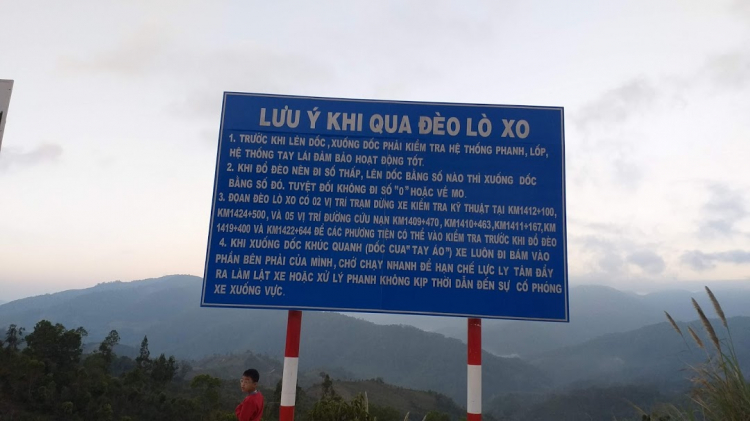 LƯU Ý KHI QUA ĐÈO LÒ XO
1. TRƯỚC KHI LÊN DỐC, XUỐNG DỐC PHẢI KIỂM TRA HỆ THỐNG PHANH, LỐP,
HỆ THỐNG TAY LÁI ĐẢM BẢO HOẠT ĐỘNG TỐT.
2. KHI ĐỔ ĐÈO NÊN ĐI SỐ THẤP, LÊN DỐC BẰNG SỐ NÀO THÌ XUỐNG DỐC
BẰNG SỐ ĐÓ. TUYỆT ĐỐI KHÔNG ĐI SỐ "0" HOẶC VỀ MO.
3. ĐOẠN ĐÈO LÒ XO CÓ 02 VỊ TRÍ TRẠM DỪNG XE KIỂM TRA KỸ THUẬT TẠI KM1412+100,
KM1424+500, VÀ 05 VỊ TRÍ ĐƯỜNG CỨU NẠN KM1409+470, KM1410+463, KM1411+167, KM
1419+400 VÀ KM1422+644 ĐỂ CÁC PHƯƠNG TIỆN CÓ THỂ VÀO KIỂM TRA TRƯỚC KHI ĐỔ ĐÈO
4. KHI XUỐNG DỐC KHÚC QUANH (DỐC CUA" TAY ÁO") XE LUÔN ĐI BÁM VÀO
PHẦN BÊN PHẢI CỦA MÌNH, CHỚ CHẠY NHANH ĐỂ HẠN CHẾ LỰC LY TÂM ĐẨY
RA LÀM LẬT XE HOẶC XỬ LÝ PHANH KHÔNG KỊP THỜI DẪN ĐẾN SỰ CỐ PHÓNG
XE XUỐNG VỰC.